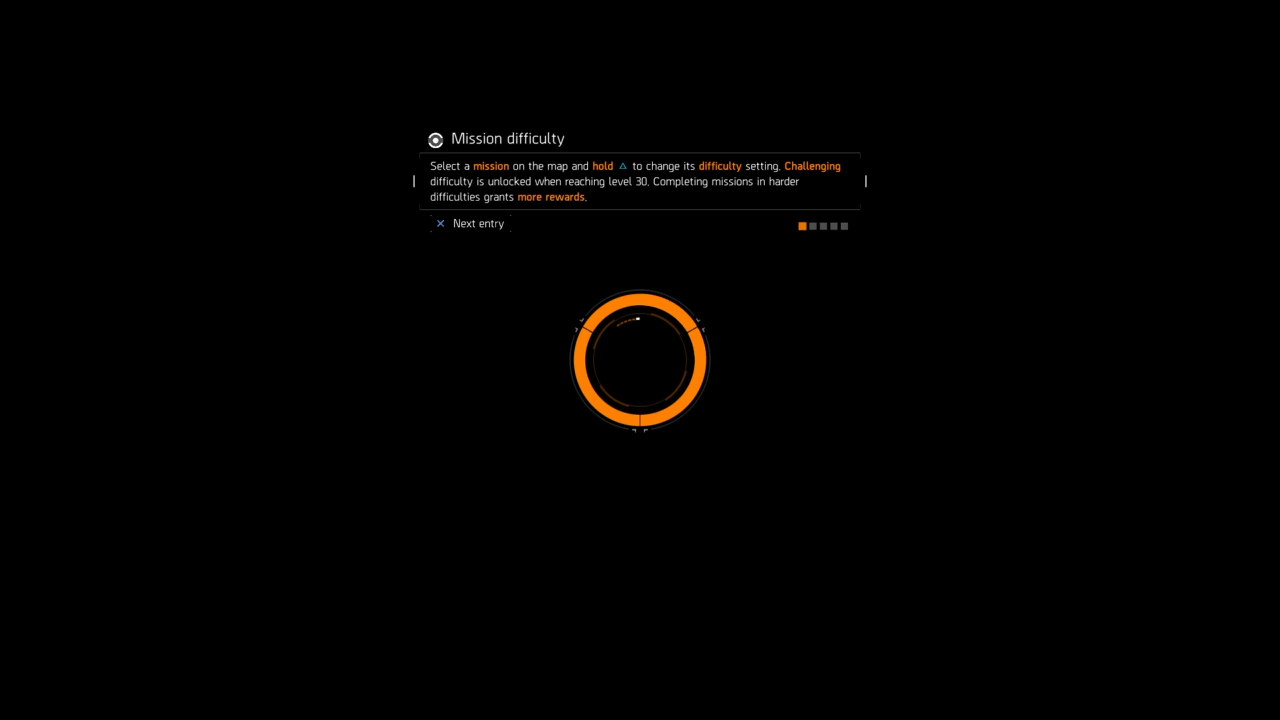 Mission difficulty
Select a mission on the map and hold △ to change its difficulty setting. Challenging
difficulty is unlocked when reaching level 30. Completing missions in harder
difficulties grants more rewards.
✕ Next entry